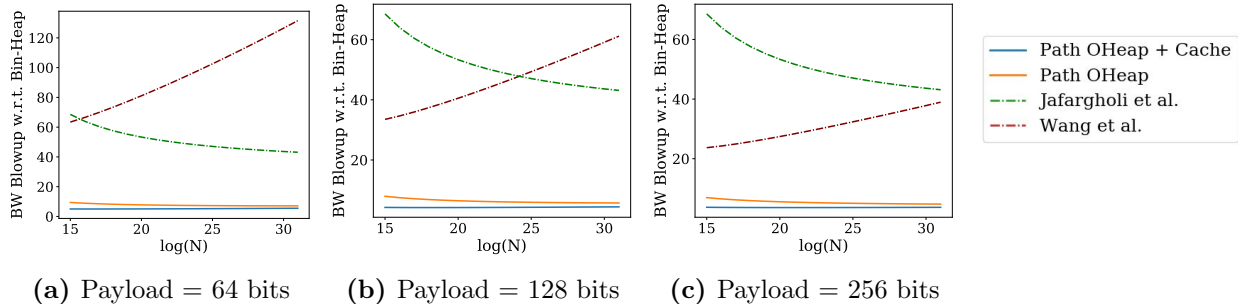 BW Blowup w.r.t. Bin-Heap
120
100
80
60
40
20
0
15
20
25
30
log(N)
(a) Payload = 64 bits
BW Blowup w.r.t. Bin-Heap
60
40
20
15
20
25
30
log(N)
(b) Payload = 128 bits
BW Blowup w.r.t. Bin-Heap
60
40
20
15
20
25
30
log(N)
(c) Payload = 256 bits
Path OHeap + Cache
Path OHeap
Jafargholi et al.
Wang et al.